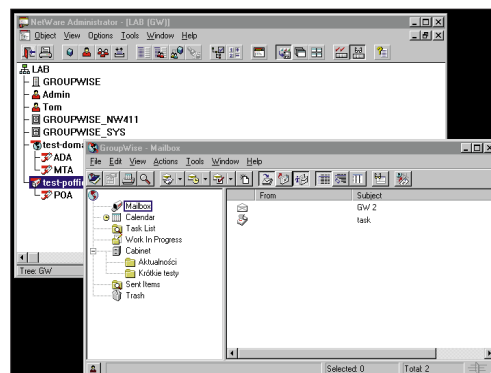 NetWare Administrator - [LAB (GW)]
Object View Options Tools Window Help
LAB
GROUPWISE
Admin
Tom
GROUPWISE_NW411
GROUPWISE_SYS
test-doma
ADA
MTA
test-poffi
POA
Tree: GW
GroupWise - Mailbox
File Edit View Actions Tools Window Help
From Subject
Mailbox
Calendar
Task List
Work In Progress
Cabinet
Aktualności
Krótkie testy
Sent Items
Trash
GW 2
task
Selected: 0 Total: 2